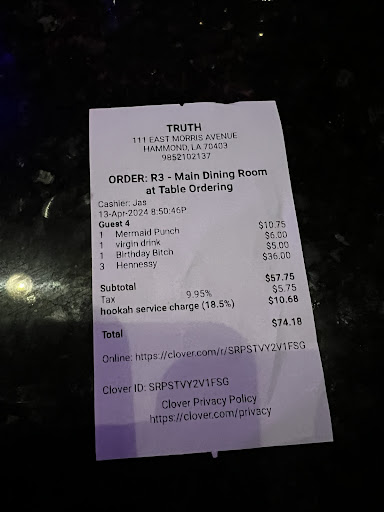 TRUTH
111 EAST MORRIS AVENUE
HAMMOND, LA 70403
9852102137
ORDER: R3 - Main Dining Room
at Table Ordering
Cashier: Jas
13-Apr-2024 8:50:46P
Guest 4
1 Mermaid Punch $10.75
1 virgin drink $6.00
1 Birthday Bitch $5.00
3 Hennessy $36.00
Subtotal $57.75
Tax 9.95% $5.75
hookah service charge (18.5%) $10.68
Total $74.18
Online: https://clover.com/r/SRPSTVY2V1FSG
Clover ID: SRPSTVY2V1FSG
Clover Privacy Policy
https://clover.com/privacy